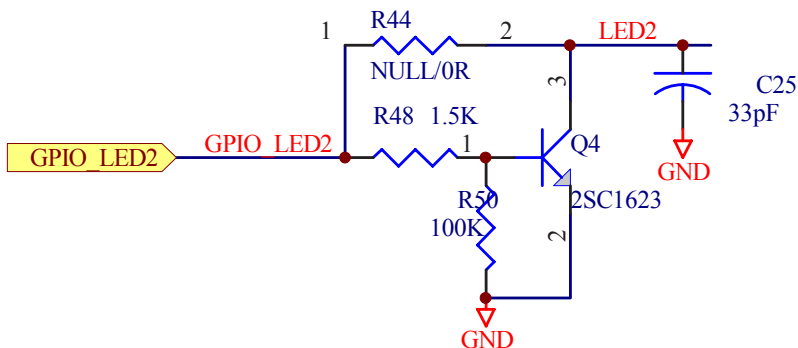 R44
1
2
LED2
NULL/0R
3
C25
33pF
R48 1.5K
GPIO_LED2
GPIO_LED2
1
Q4
GND
R50
2SC1623
100K
2
GND